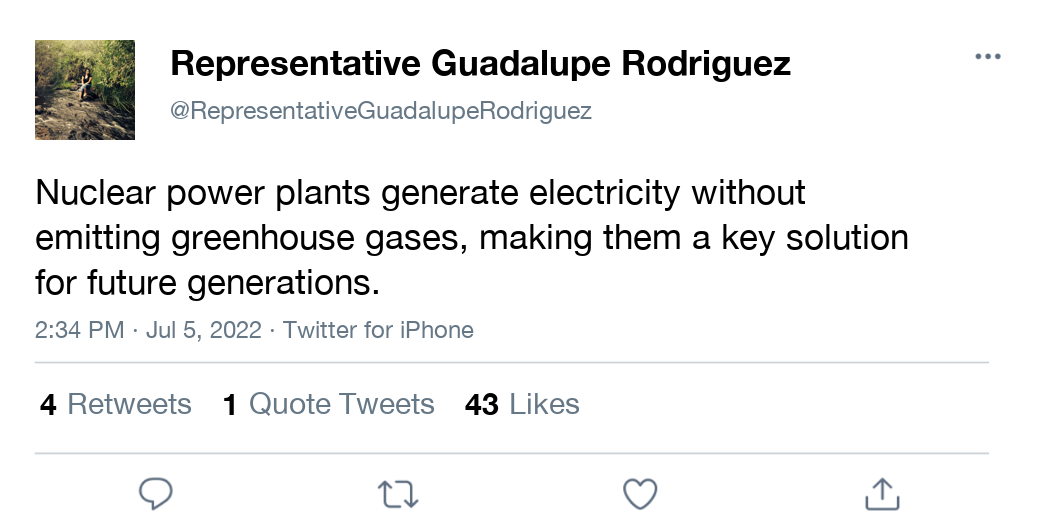 Representative Guadalupe Rodriguez
@RepresentativeGuadalupeRodriguez
Nuclear power plants generate electricity without
emitting greenhouse gases, making them a key solution
for future generations.
2:34 PM · Jul 5, 2022 · Twitter for iPhone
4 Retweets 1 Quote Tweets 43 Likes